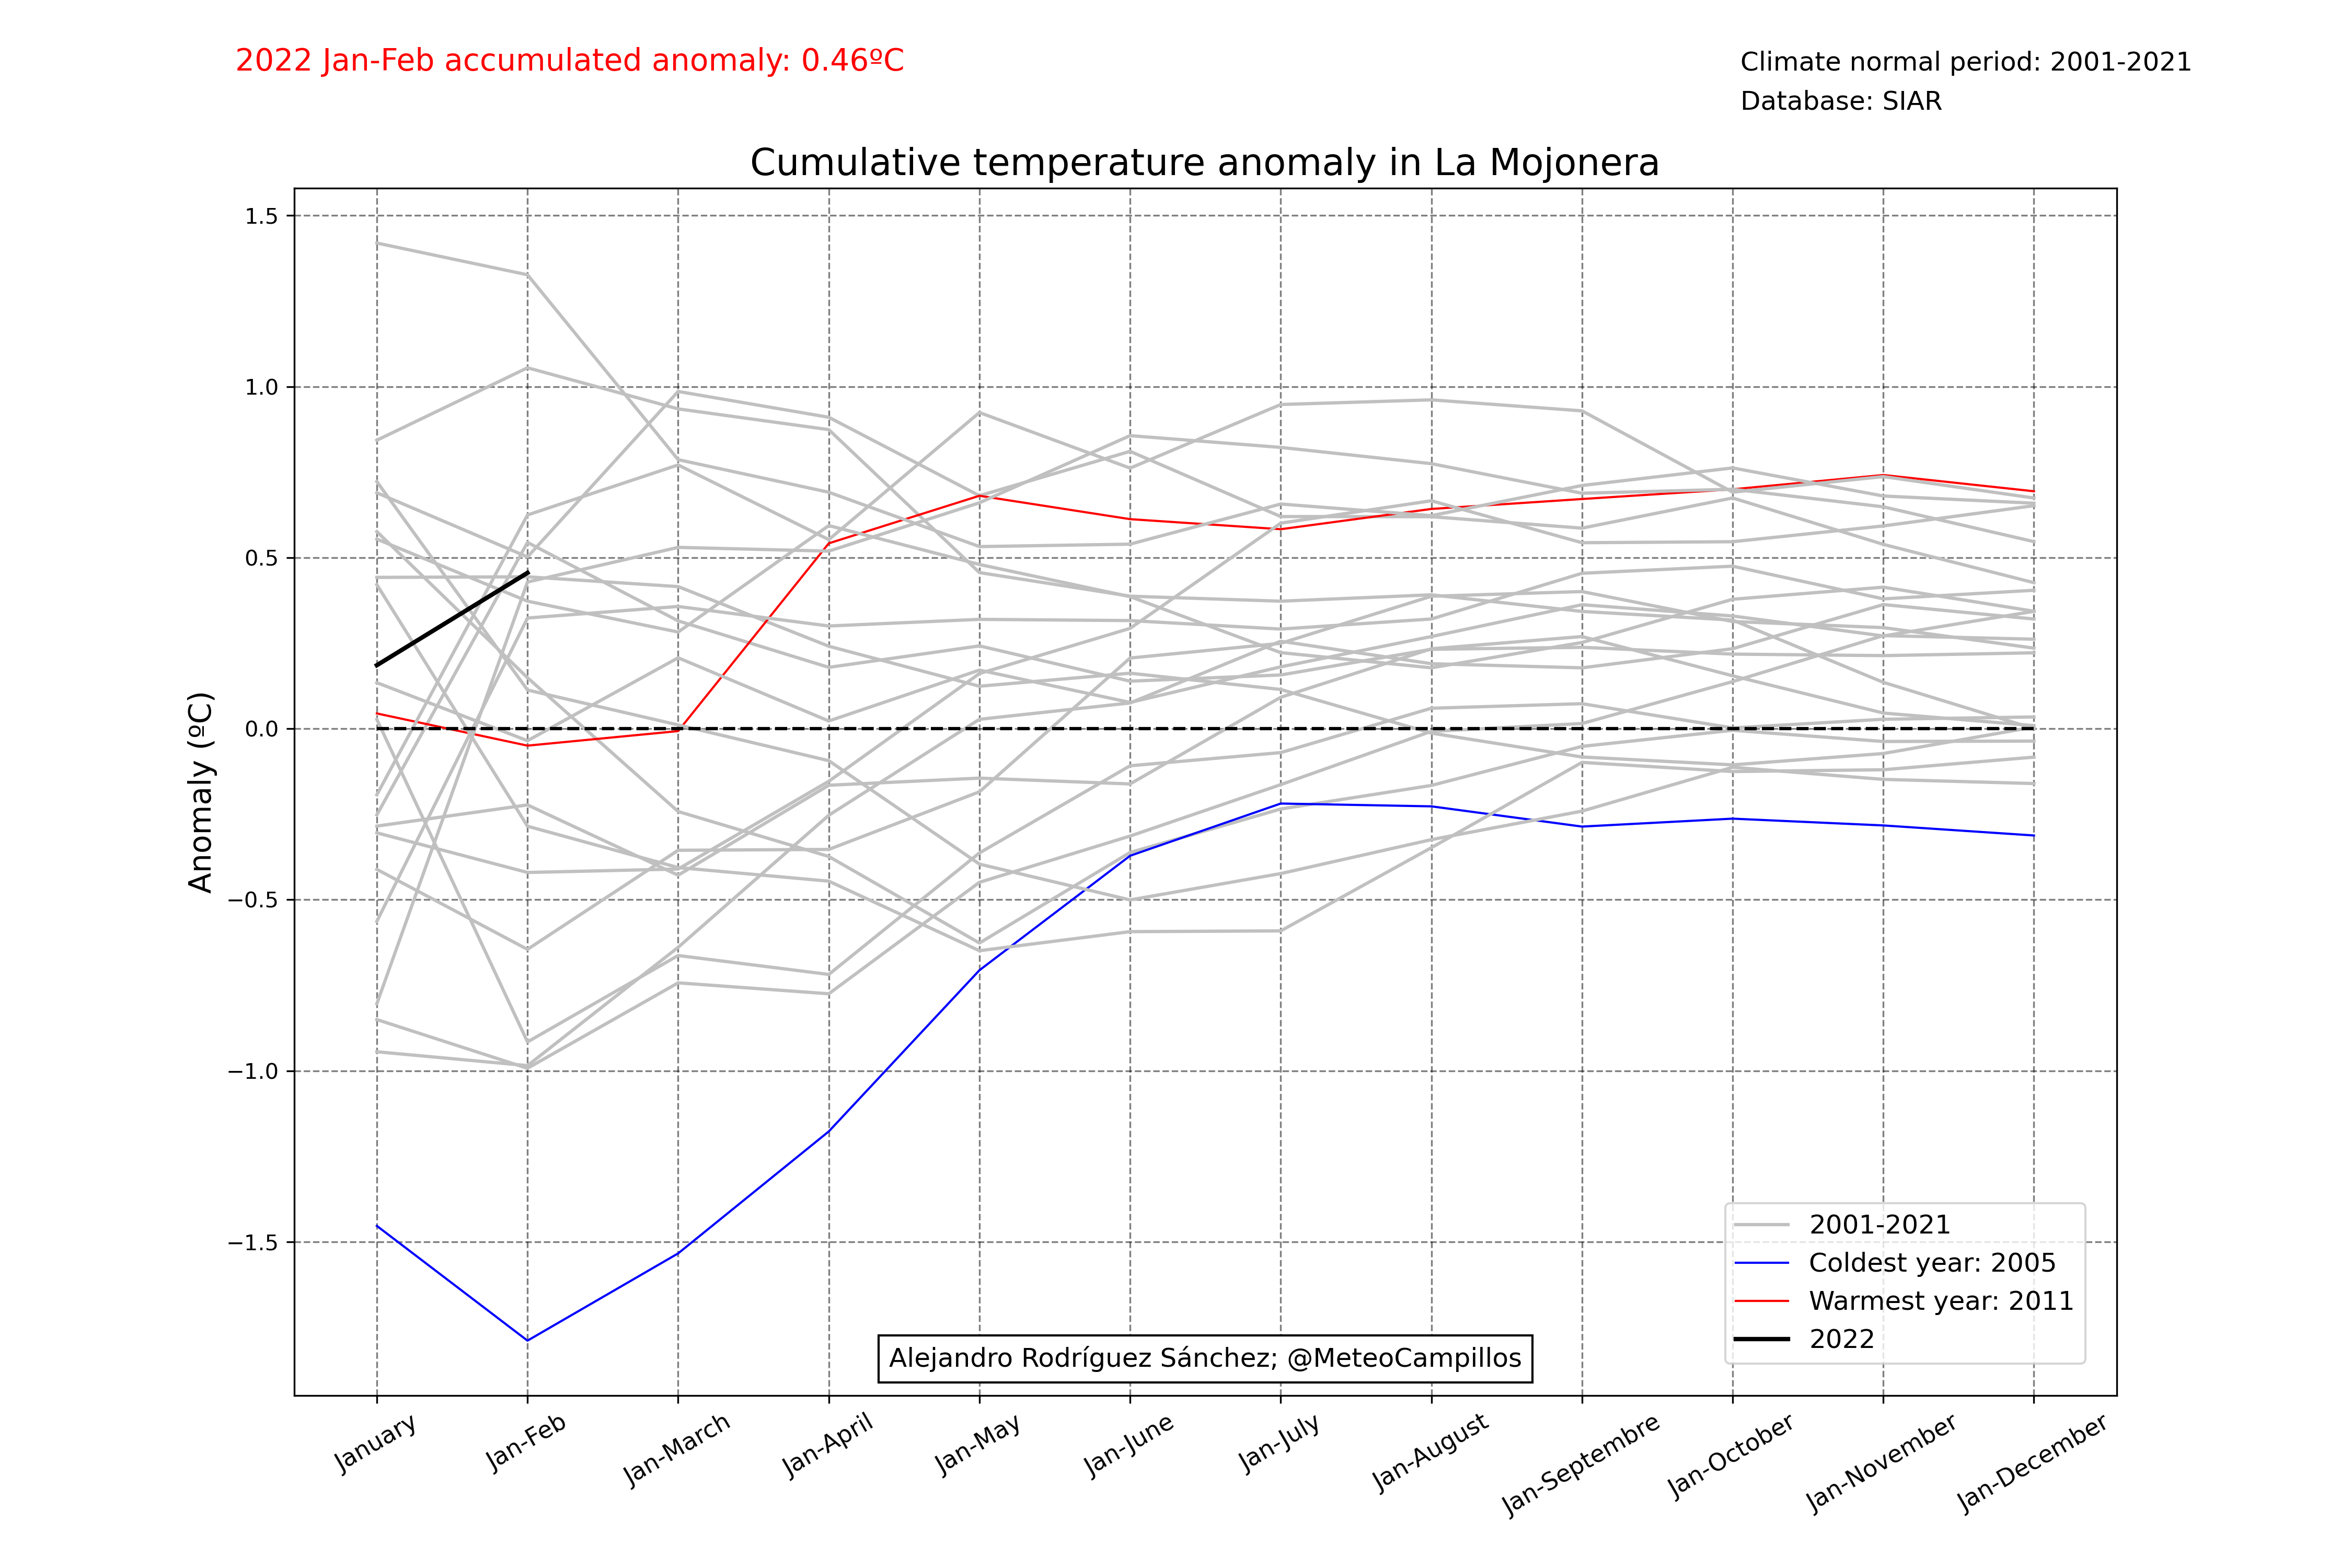 2022 Jan-Feb accumulated anomaly: 0.46ºC
Climate normal period: 2001-2021
Database: SIAR
Cumulative temperature anomaly in La Mojonera
Anomaly (ºC)
1.5
1.0
0.5
0.0
−0.5
−1.0
−1.5
2001-2021
Coldest year: 2005
Warmest year: 2011
2022
Alejandro Rodríguez Sánchez; @MeteoCampillos
January
Jan-Feb
Jan-March
Jan-April
Jan-May
Jan-June
Jan-July
Jan-August
Jan-Septembre
Jan-October
Jan-November
Jan-December